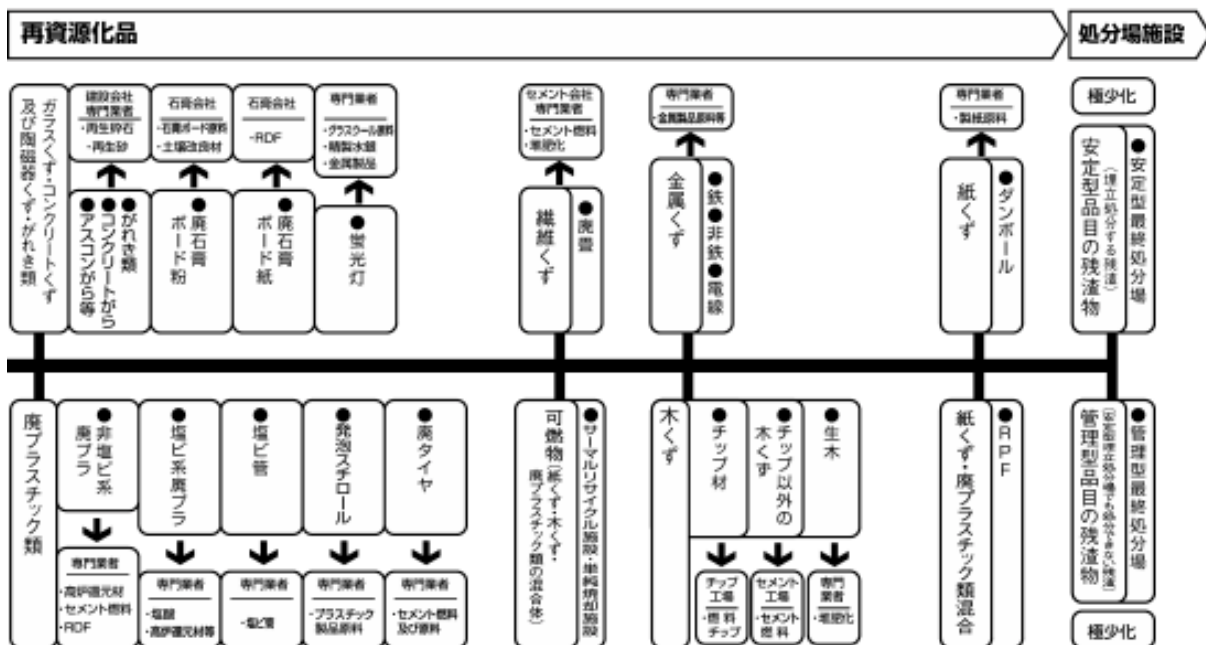 再資源化品
処分場施設
ガラスくず・コンクリートくず
及び陶磁器くず・がれき類
建設会社
専門業者
・再生砕石
・再生砂
●がれき類
●コンクリートがら
●アスコンがら等
石膏会社
・石膏ボード原料
・土壌改良材
●廃石膏
ボード粉
石膏会社
・RDF
●廃石膏
ボード紙
専門業者
・グラスウール原料
・精製水銀
・金属製品
●蛍光灯
セメント会社
専門業者
・セメント燃料
・堆肥化
繊維くず
●廃畳
専門業者
・金属製品原料等
金属くず
●鉄●非鉄●電線
専門業者
・製紙原料
紙くず
●ダンボール
極少化
安定型品目の残渣物
(埋立処分する残渣)
●安定型最終処分場
廃プラスチック類
●非塩ビ系
廃プラ
専門業者
・高炉還元材
・セメント燃料
・RDF
●塩ビ系廃プラ
専門業者
・塩酸
・高炉還元材等
●塩ビ管
専門業者
・塩ビ管
●発泡スチロール
専門業者
・プラスチック
製品原料
●廃タイヤ
専門業者
・セメント燃料
及び原料
可燃物(紙くず・木くず・
廃プラスチック類の混合体)
●サーマルリサイクル施設・単純焼却施設
木くず
●チップ材
チップ
工場
・燃料
チップ
●チップ以外の
木くず
セメント
工場
・セメント
燃料
●生木
専門
業者
・堆肥化
紙くず・廃プラスチック類混合
●RPF
管理型品目の残渣物
(安定型埋立処分場でも処分できない残渣)
●管理型最終処分場
極少化